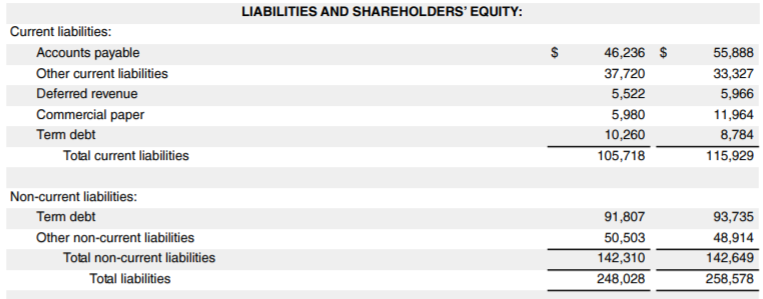 LIABILITIES AND SHAREHOLDERS’ EQUITY:
Current liabilities:
Accounts payable $ 46,236 $ 55,888
Other current liabilities 37,720 33,327
Deferred revenue 5,522 5,966
Commercial paper 5,980 11,964
Term debt 10,260 8,784
Total current liabilities 105,718 115,929
Non-current liabilities:
Term debt 91,807 93,735
Other non-current liabilities 50,503 48,914
Total non-current liabilities 142,310 142,649
Total liabilities 248,028 258,578